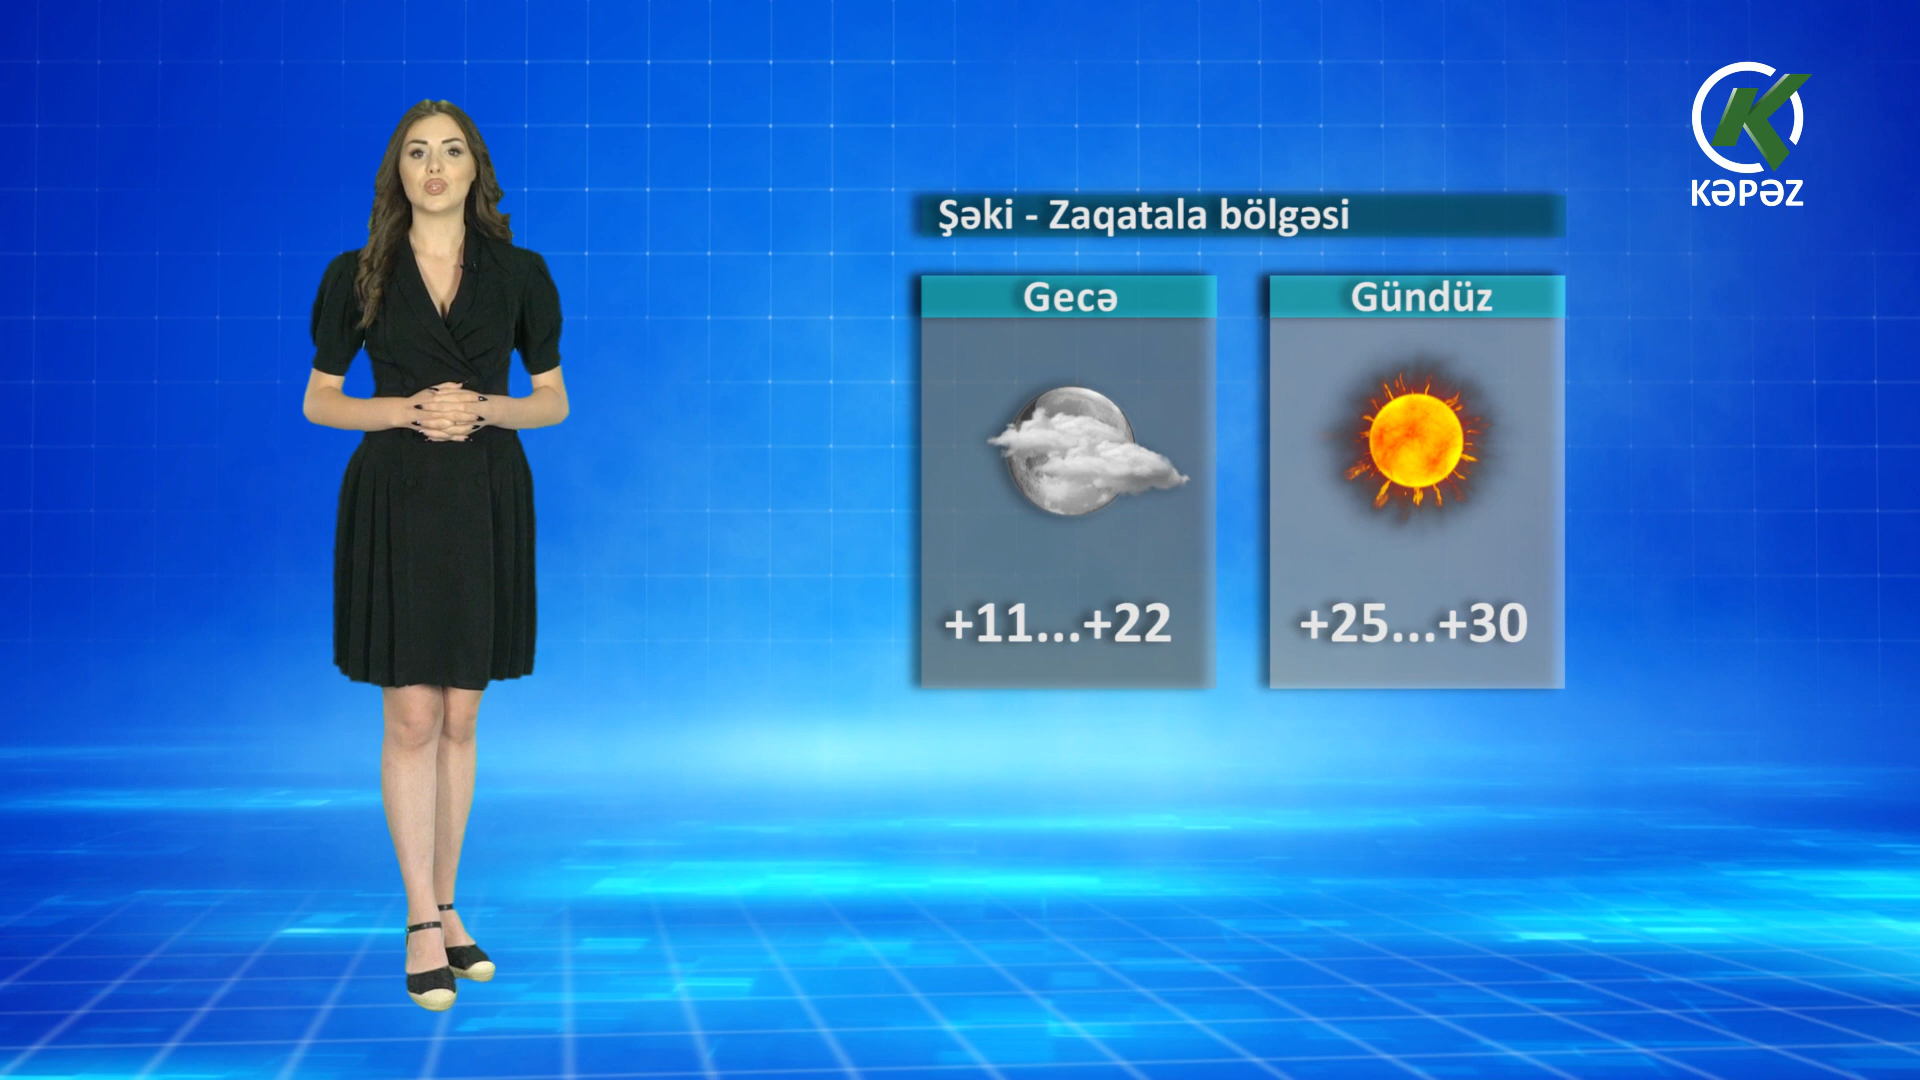 KƏPƏZ
Şəki - Zaqatala bölgəsi
Gecə
Gündüz
+11...+22
+25...+30